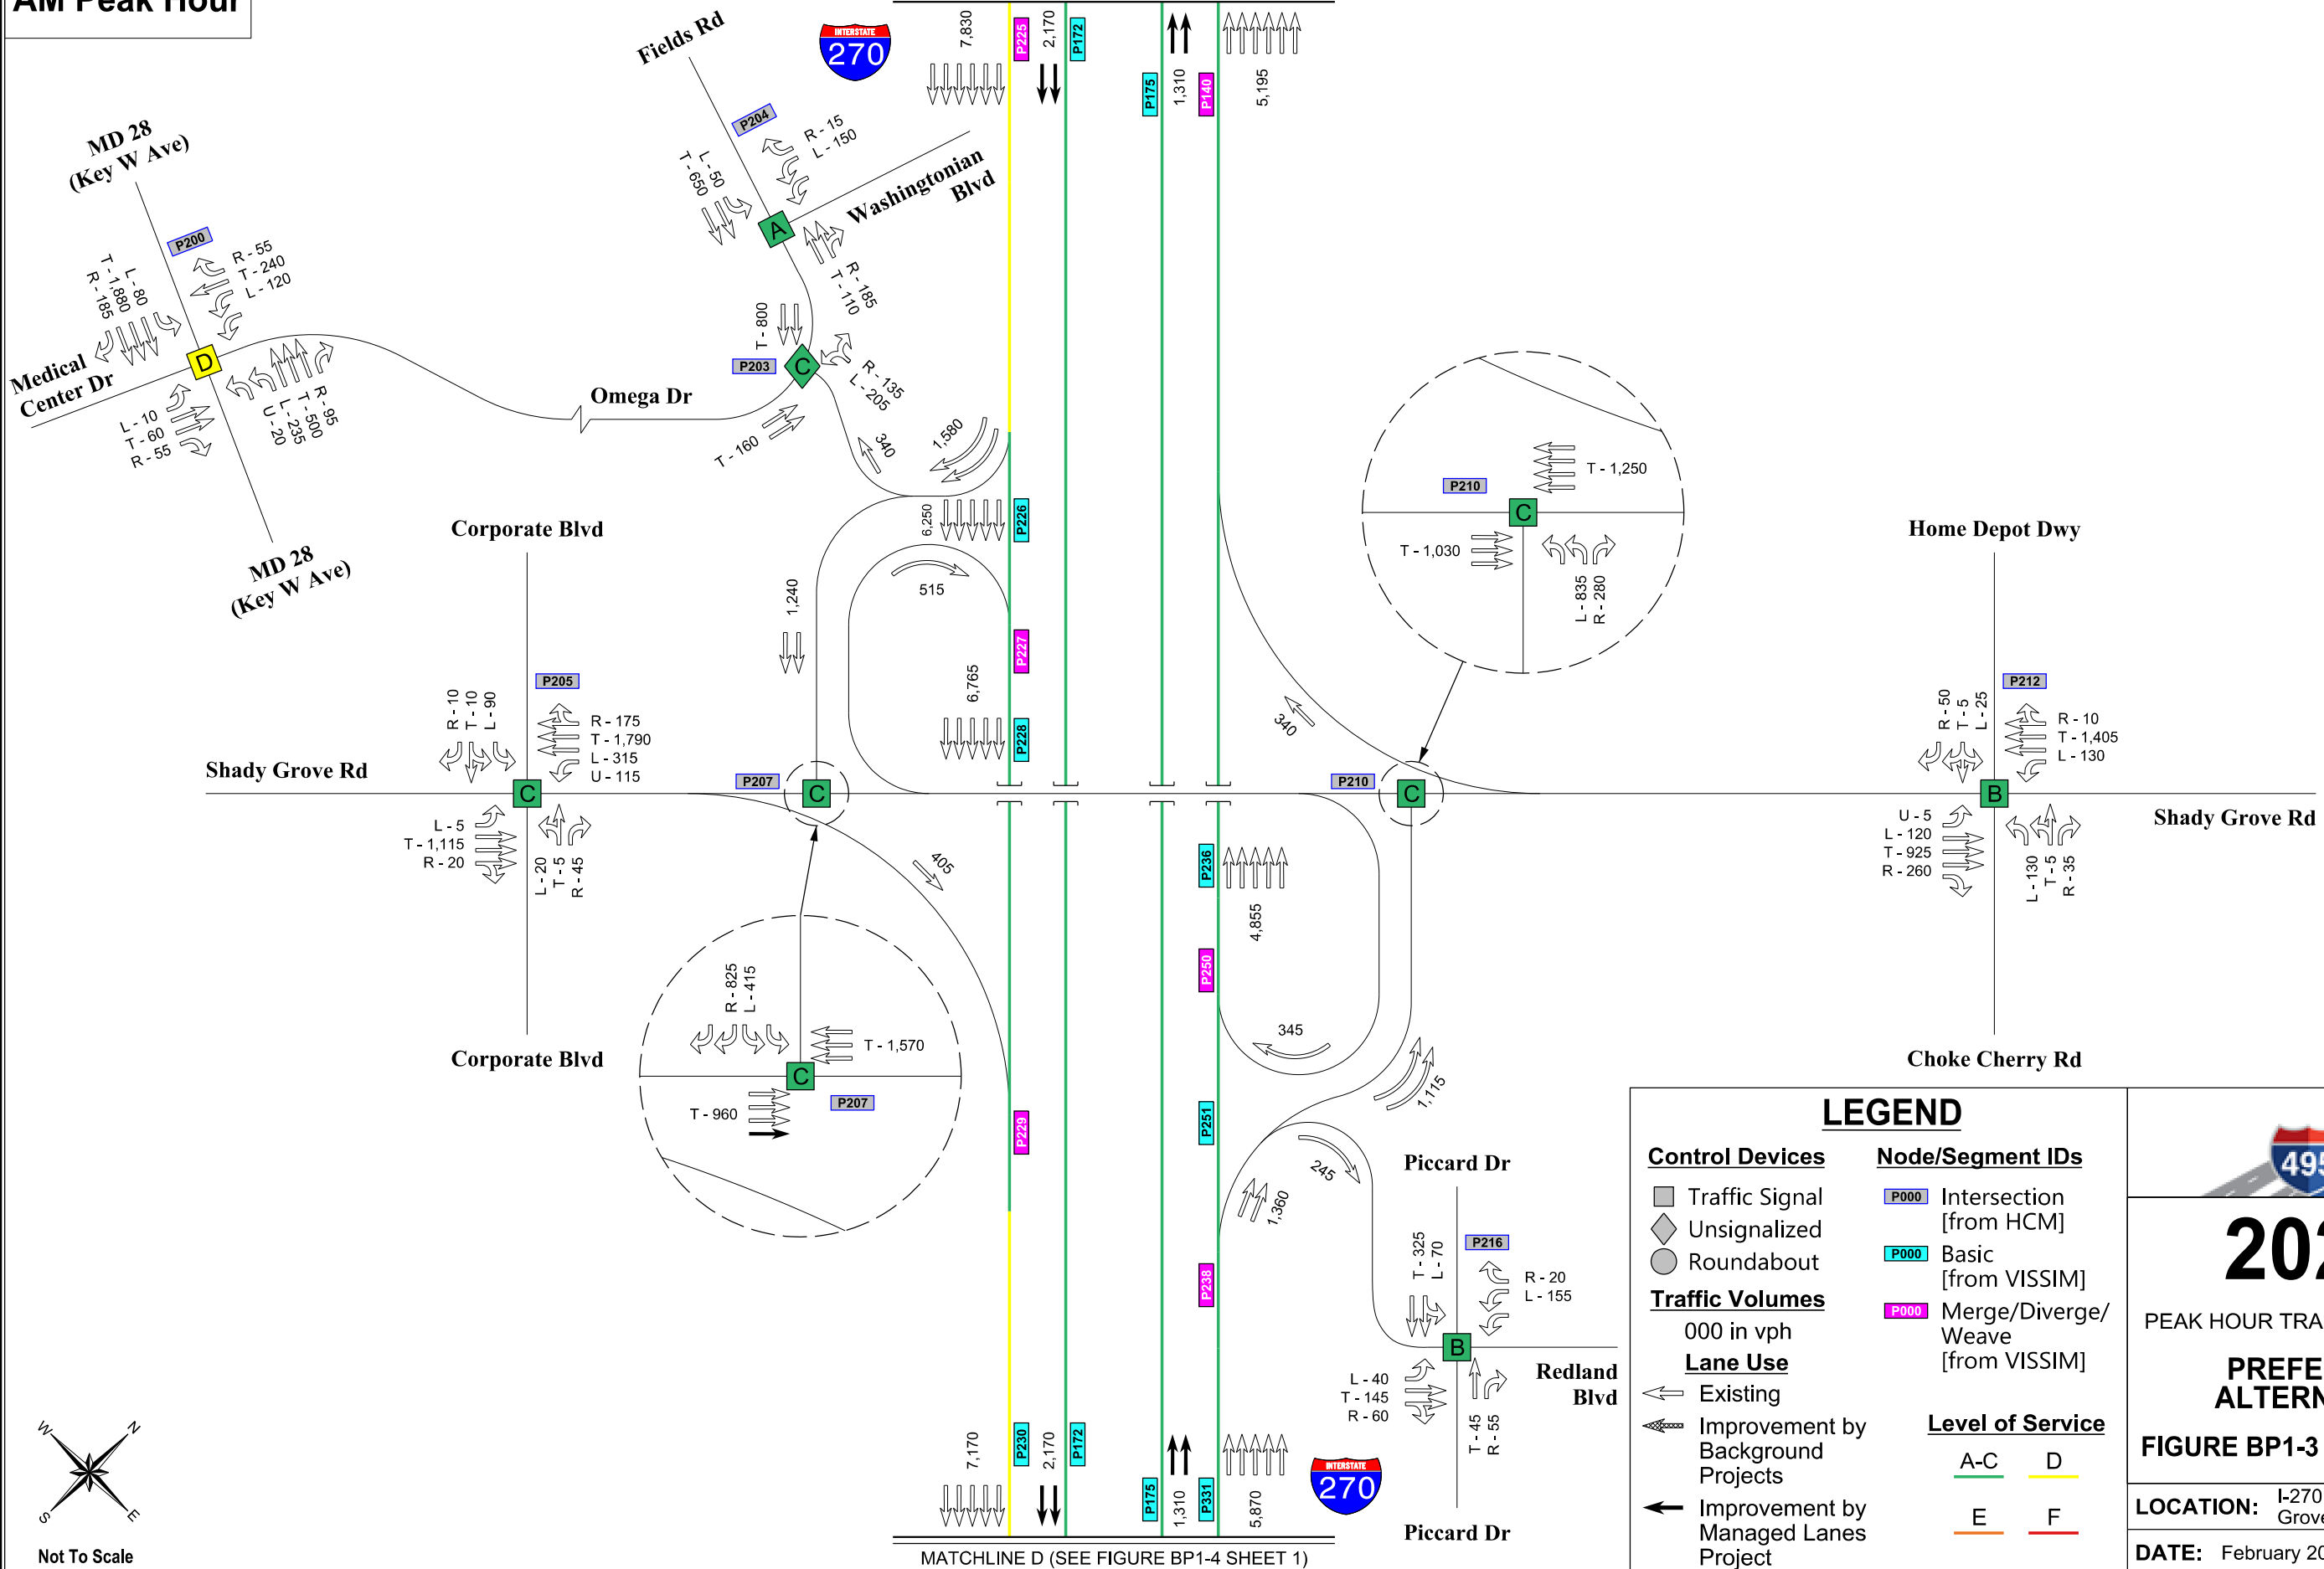 AM Peak Hour
Fields Rd
INTERSTATE
270
7,830
P225
2,170
P172
P175
1,310
P140
5,195
MD 28
(Key W Ave)
P204
R - 15
L - 150
L - 50
T - 650
A
Washingtonian
Blvd
R - 185
T - 110
P200
R - 55
T - 240
L - 120
L - 80
T - 1,880
R - 185
D
Medical
Center Dr
L - 10
T - 60
R - 55
R - 95
T - 500
L - 235
U - 20
MD 28
(Key W Ave)
Omega Dr
T - 800
P203
C
R - 135
L - 205
T - 160
340
1,580
6,250
P226
515
1,240
P227
6,765
P228
Corporate Blvd
P205
R - 10
T - 10
L - 90
R - 175
T - 1,790
L - 315
U - 115
Shady Grove Rd
C
L - 5
T - 1,115
R - 20
L - 20
T - 5
R - 45
Corporate Blvd
P207
C
405
R - 825
L - 415
T - 1,570
C
T - 960
P207
P229
P210
T - 1,250
C
T - 1,030
L - 835
R - 280
340
P210
C
Home Depot Dwy
P212
R - 50
T - 5
L - 25
R - 10
T - 1,405
L - 130
B
Shady Grove Rd
U - 5
L - 120
T - 925
R - 260
L - 130
T - 5
R - 35
Choke Cherry Rd
P236
4,855
P250
345
P251
1,115
1,360
245
P238
Piccard Dr
T - 325
L - 70
P216
R - 20
L - 155
B
Redland
Blvd
L - 40
T - 145
R - 60
T - 45
R - 55
Piccard Dr
7,170
P230
2,170
P172
P175
1,310
P331
5,870
INTERSTATE
270
MATCHLINE D (SEE FIGURE BP1-4 SHEET 1)
W
N
S
E
Not To Scale
LEGEND
Control Devices
Traffic Signal
Unsignalized
Roundabout
Traffic Volumes
000 in vph
Lane Use
Existing
Improvement by
Background
Projects
Improvement by
Managed Lanes
Project
Node/Segment IDs
P000 Intersection
[from HCM]
P000 Basic
[from VISSIM]
P000 Merge/Diverge/
Weave
[from VISSIM]
Level of Service
A-C D
E F
495
202
PEAK HOUR TRA
PREFE
ALTERN
FIGURE BP1-3
LOCATION: I-270
Grove
DATE: February 20